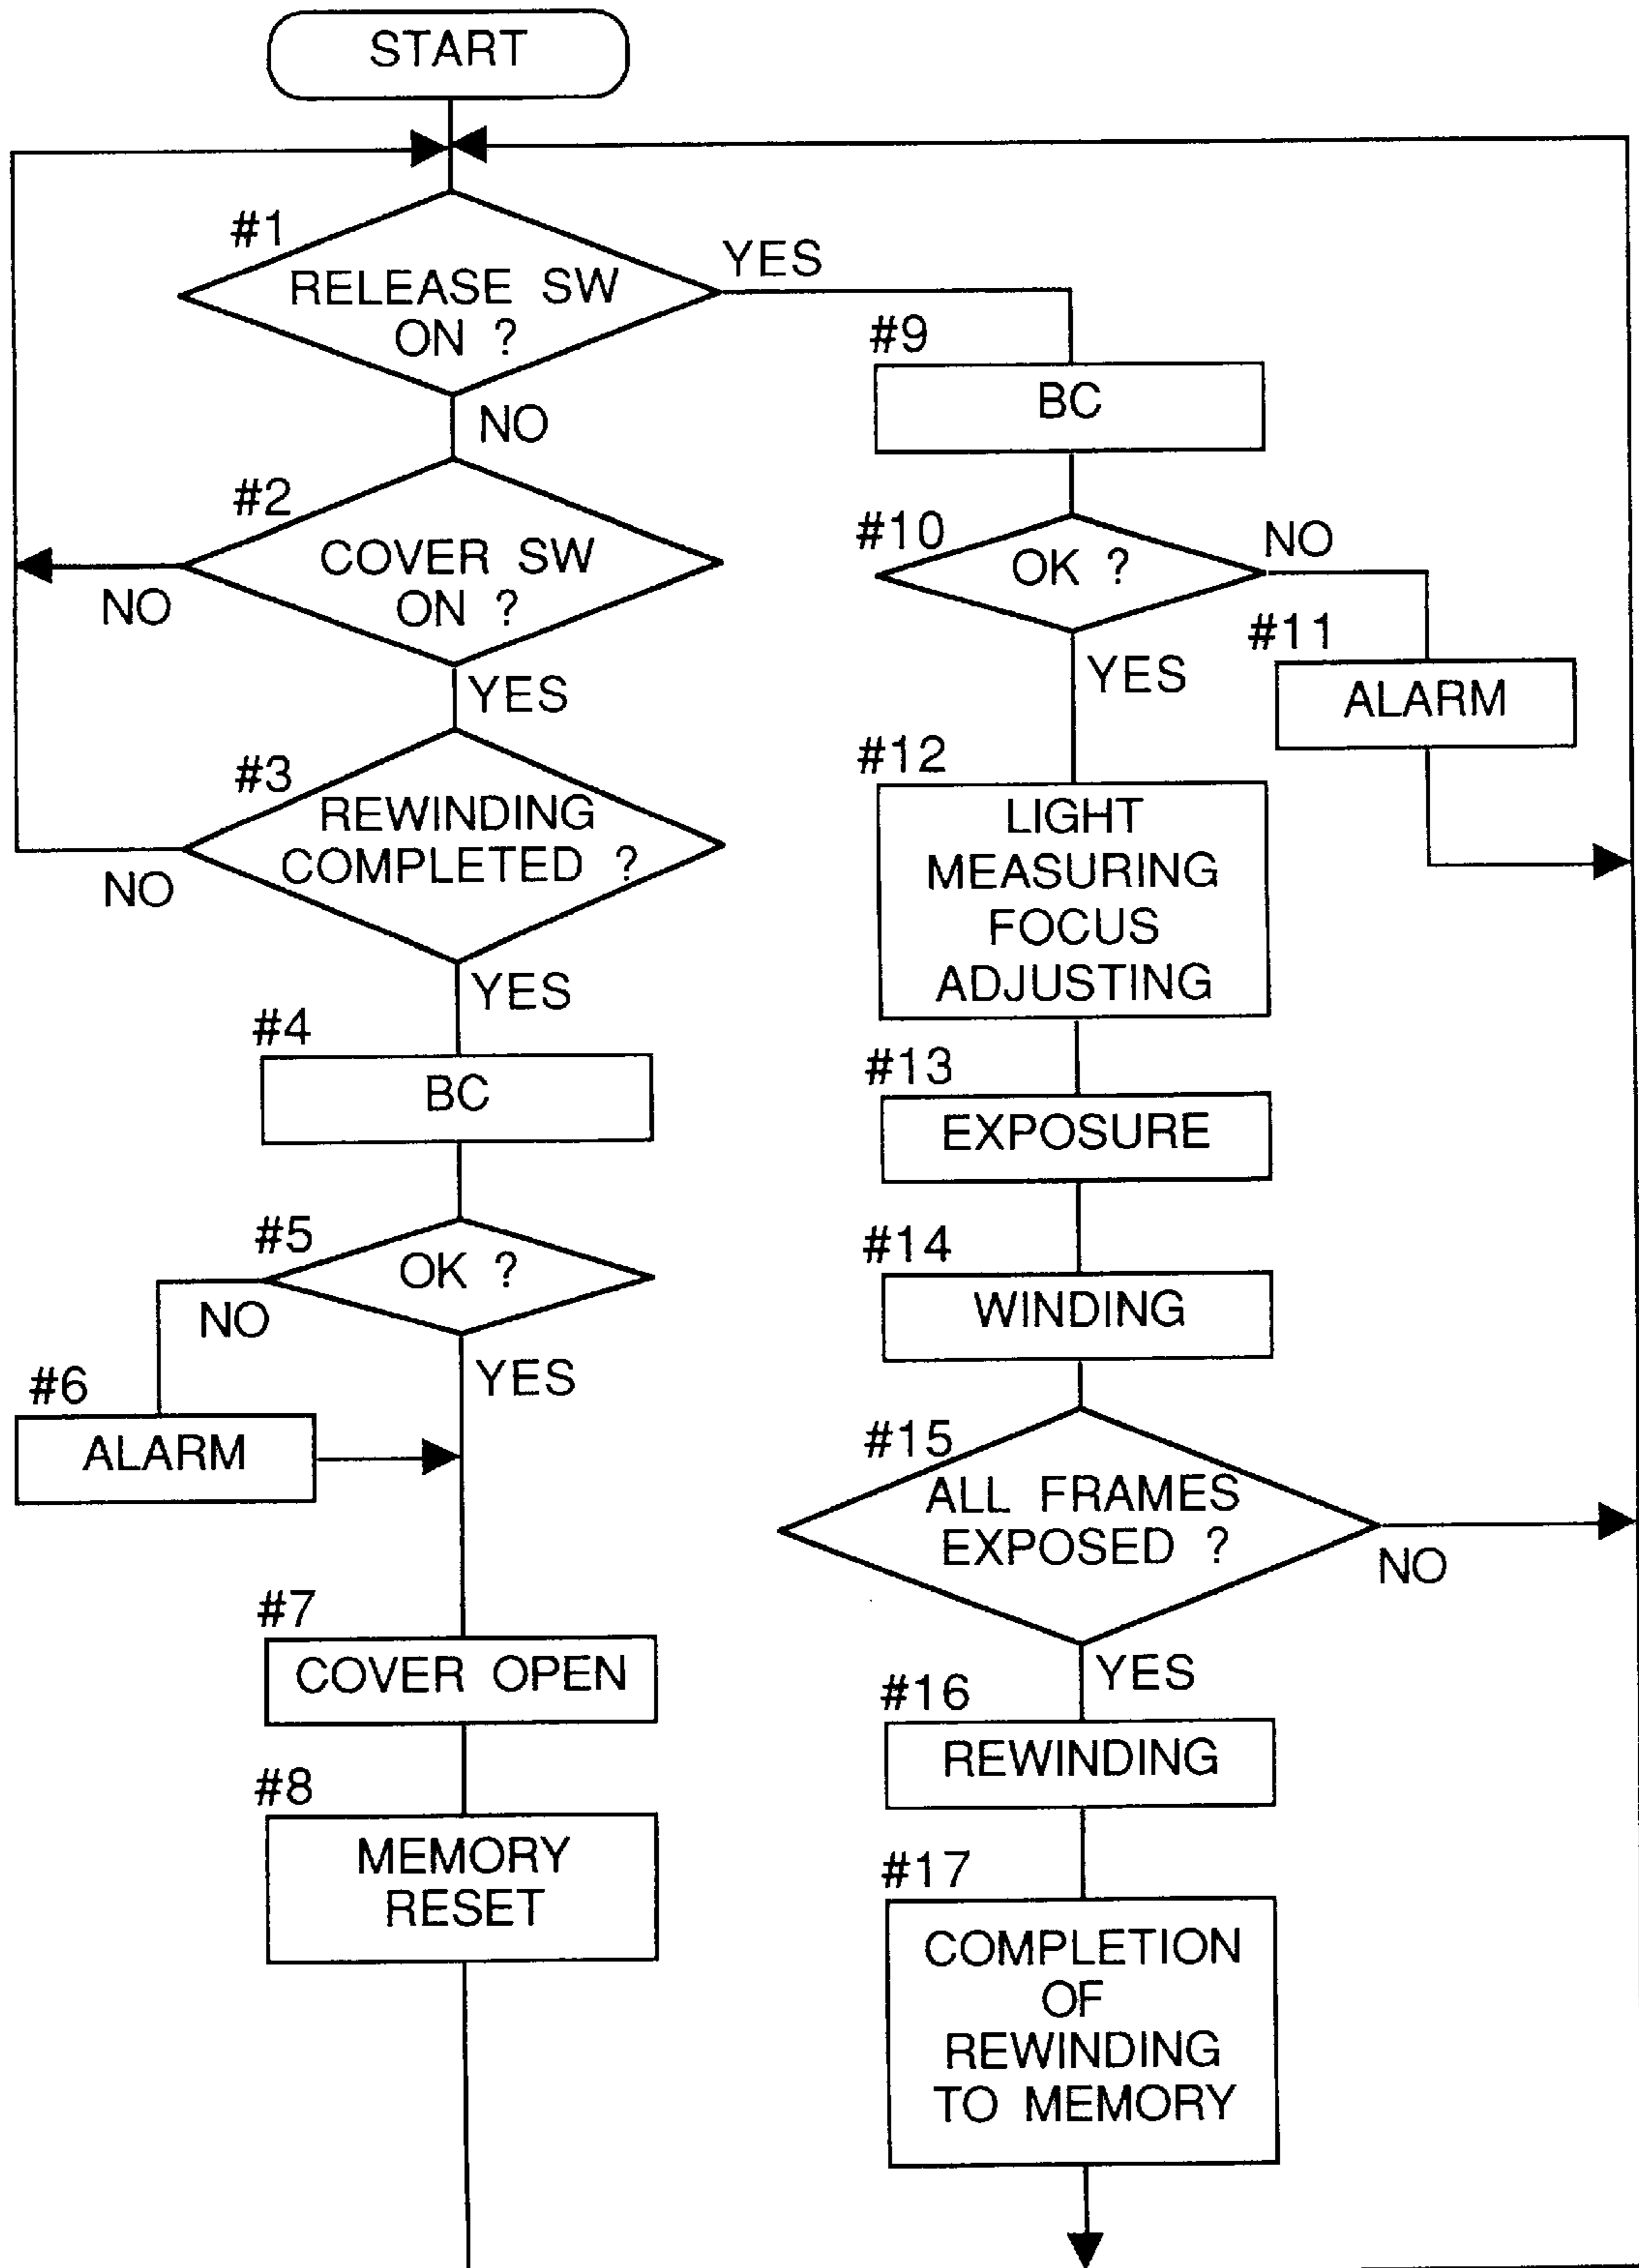 START
#1
RELEASE SW
ON ?
YES
NO
#2
COVER SW
ON ?
NO
YES
#3
REWINDING
COMPLETED ?
NO
YES
#4
BC
#5
OK ?
NO
YES
#6
ALARM
#7
COVER OPEN
#8
MEMORY
RESET
#9
BC
#10
OK ?
NO
YES
#11
ALARM
#12
LIGHT
MEASURING
FOCUS
ADJUSTING
#13
EXPOSURE
#14
WINDING
#15
ALL FRAMES
EXPOSED ?
NO
YES
#16
REWINDING
#17
COMPLETION
OF
REWINDING
TO MEMORY